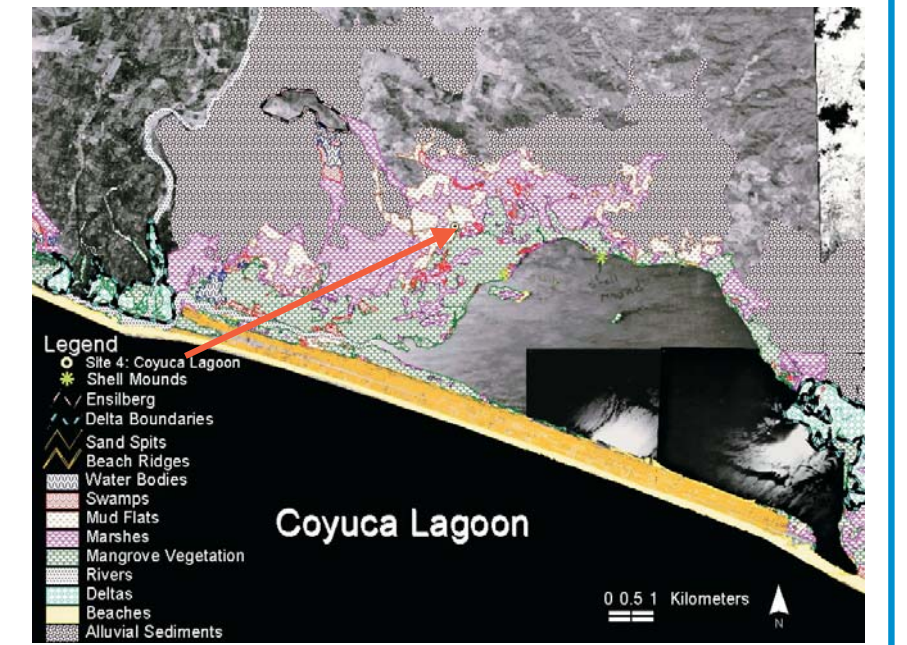 Legend
Site 4: Coyuca Lagoon
Shell Mounds
Ensilberg
Delta Boundaries
Sand Spits
Beach Ridges
Water Bodies
Swamps
Mud Flats
Marshes
Mangrove Vegetation
Rivers
Deltas
Beaches
Alluvial Sediments
Coyuca Lagoon
0 0.5 1 Kilometers
N